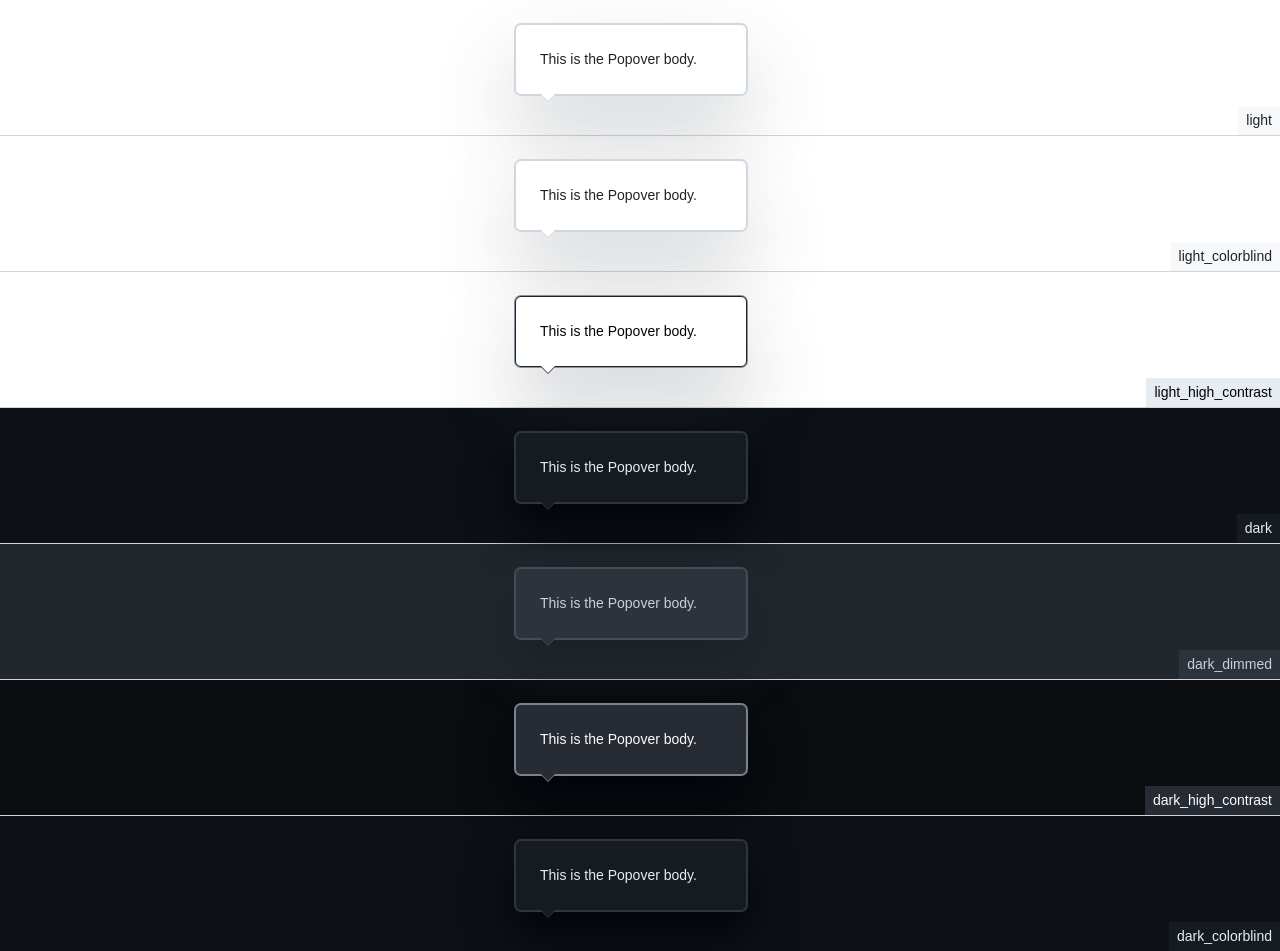 This is the Popover body.
light
This is the Popover body.
light_colorblind
This is the Popover body.
light_high_contrast
This is the Popover body.
dark
This is the Popover body.
dark_dimmed
This is the Popover body.
dark_high_contrast
This is the Popover body.
dark_colorblind